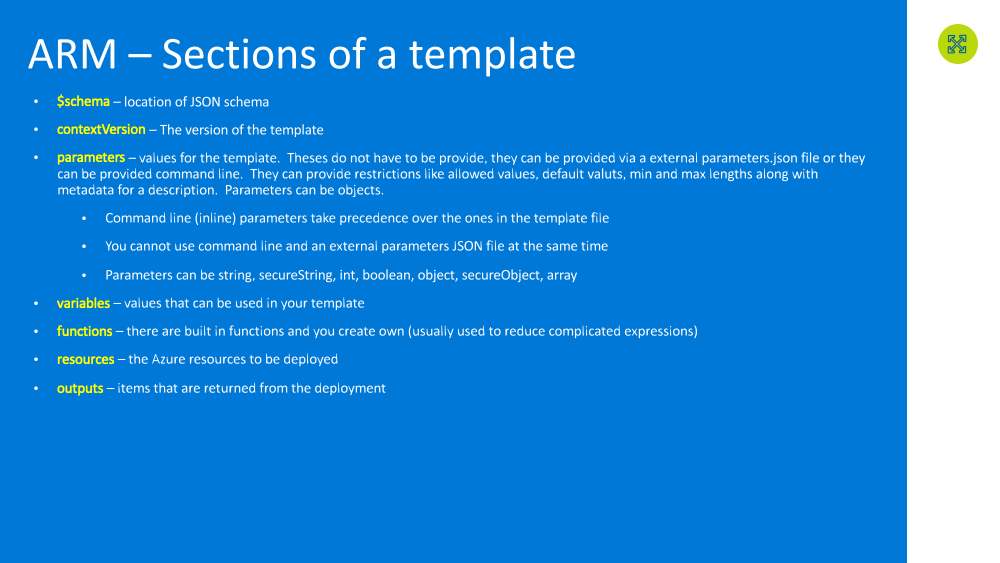 ARM – Sections of a template
• $schema – location of JSON schema
• contextVersion – The version of the template
• parameters – values for the template.  Theses do not have to be provide, they can be provided via a external parameters.json file or they
can be provided command line.  They can provide restrictions like allowed values, default valuts, min and max lengths along with
metadata for a description.  Parameters can be objects.
• Command line (inline) parameters take precedence over the ones in the template file
• You cannot use command line and an external parameters JSON file at the same time
• Parameters can be string, secureString, int, boolean, object, secureObject, array
• variables – values that can be used in your template
• functions – there are built in functions and you create own (usually used to reduce complicated expressions)
• resources – the Azure resources to be deployed
• outputs – items that are returned from the deployment